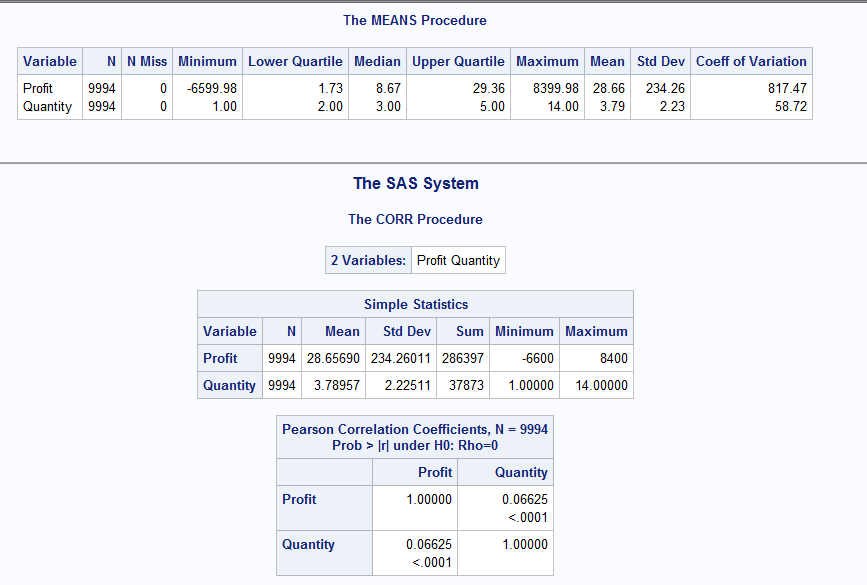 The MEANS Procedure
Variable N N Miss Minimum Lower Quartile Median Upper Quartile Maximum Mean Std Dev Coeff of Variation
Profit 9994 0 -6599.98 1.73 8.67 29.36 8399.98 28.66 234.26 817.47
Quantity 9994 0 1.00 2.00 3.00 5.00 14.00 3.79 2.23 58.72
The SAS System
The CORR Procedure
2 Variables: Profit Quantity
Simple Statistics
Variable N Mean Std Dev Sum Minimum Maximum
Profit 9994 28.65690 234.26011 286397 -6600 8400
Quantity 9994 3.78957 2.22511 37873 1.00000 14.00000
Pearson Correlation Coefficients, N = 9994
Prob > |r| under H0: Rho=0
Profit Quantity
Profit 1.00000 0.06625
<.0001
Quantity 0.06625 1.00000
<.0001